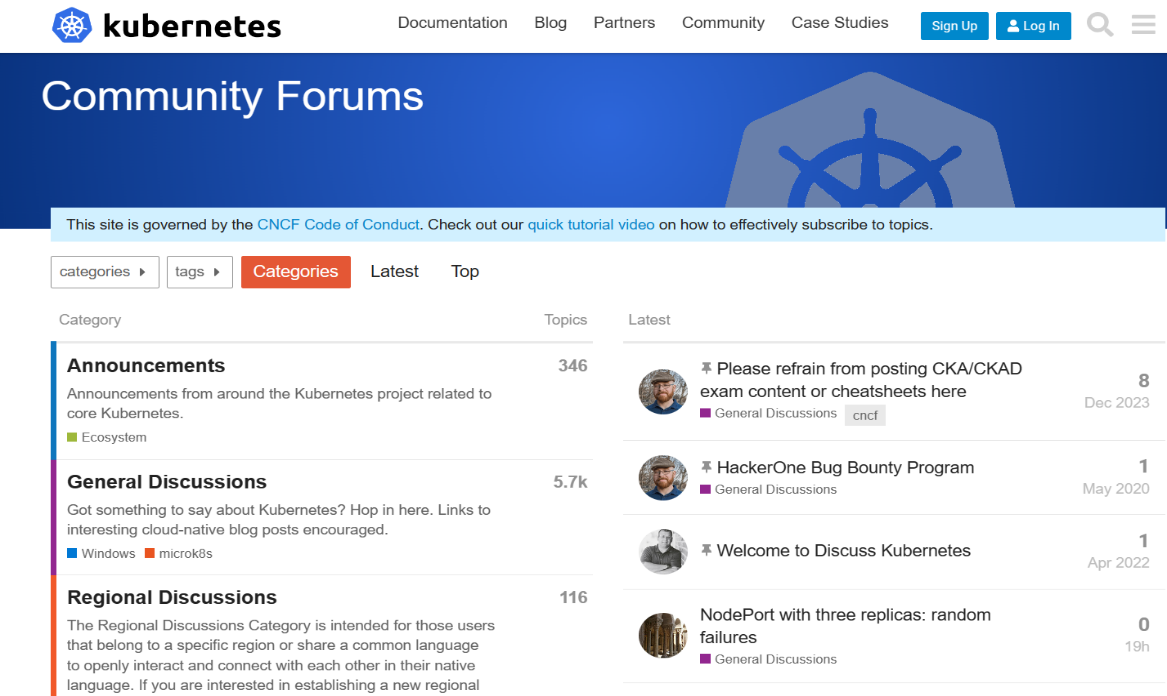 kubernetes
Documentation Blog Partners Community Case Studies Sign Up Log In
Community Forums
This site is governed by the CNCF Code of Conduct. Check out our quick tutorial video on how to effectively subscribe to topics.
categories tags Categories Latest Top
Category Topics
Announcements 346
Announcements from around the Kubernetes project related to
core Kubernetes.
Ecosystem
General Discussions 5.7k
Got something to say about Kubernetes? Hop in here. Links to
interesting cloud-native blog posts encouraged.
Windows microk8s
Regional Discussions 116
The Regional Discussions Category is intended for those users
that belong to a specific region or share a common language
to openly interact and connect with each other in their native
language. If you are interested in establishing a new regional
Latest
Please refrain from posting CKA/CKAD
exam content or cheatsheets here
8
Dec 2023
General Discussions cncf
HackerOne Bug Bounty Program
1
General Discussions
May 2020
Welcome to Discuss Kubernetes
1
Apr 2022
NodePort with three replicas: random
failures
0
19h
General Discussions